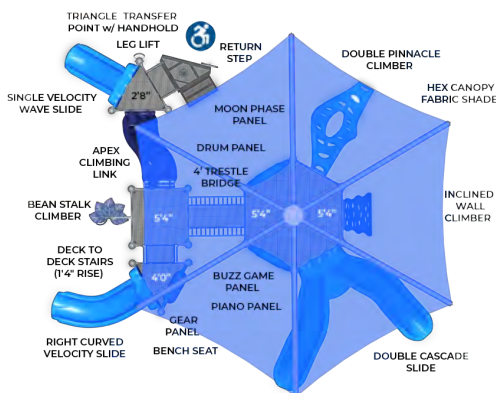 TRIANGLE TRANSFER
POINT w/ HANDHOLD
LEG LIFT
RETURN
STEP
DOUBLE PINNACLE
CLIMBER
HEX CANOPY
FABRIC SHADE
2'8"
SINGLE VELOCITY
WAVE SLIDE
MOON PHASE
PANEL
DRUM PANEL
APEX
CLIMBING
LINK
4' TRESTLE
BRIDGE
INCLINED
WALL
CLIMBER
BEAN STALK
CLIMBER
5'4"
5'4"
5'4"
DECK TO
DECK STAIRS
(1'4" RISE)
4'0"
BUZZ GAME
PANEL
PIANO PANEL
GEAR
PANEL
BENCH SEAT
RIGHT CURVED
VELOCITY SLIDE
DOUBLE CASCADE
SLIDE